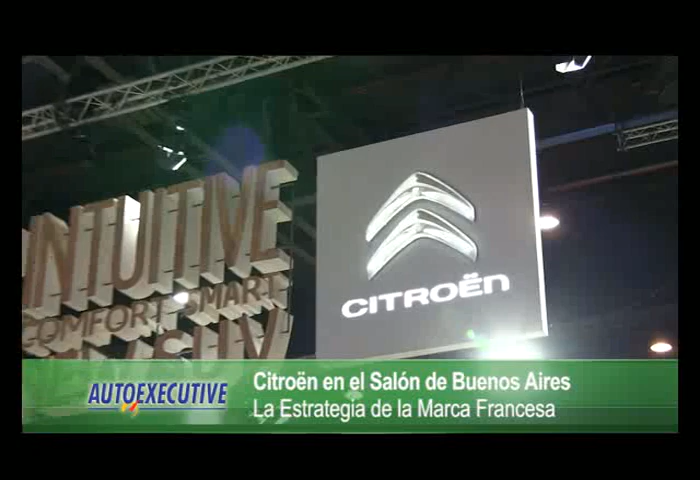 INTUITIVE
COMFORT SMART
CITROËN
AUTOEXECUTIVE
Citroën en el Salón de Buenos Aires
La Estrategia de la Marca Francesa